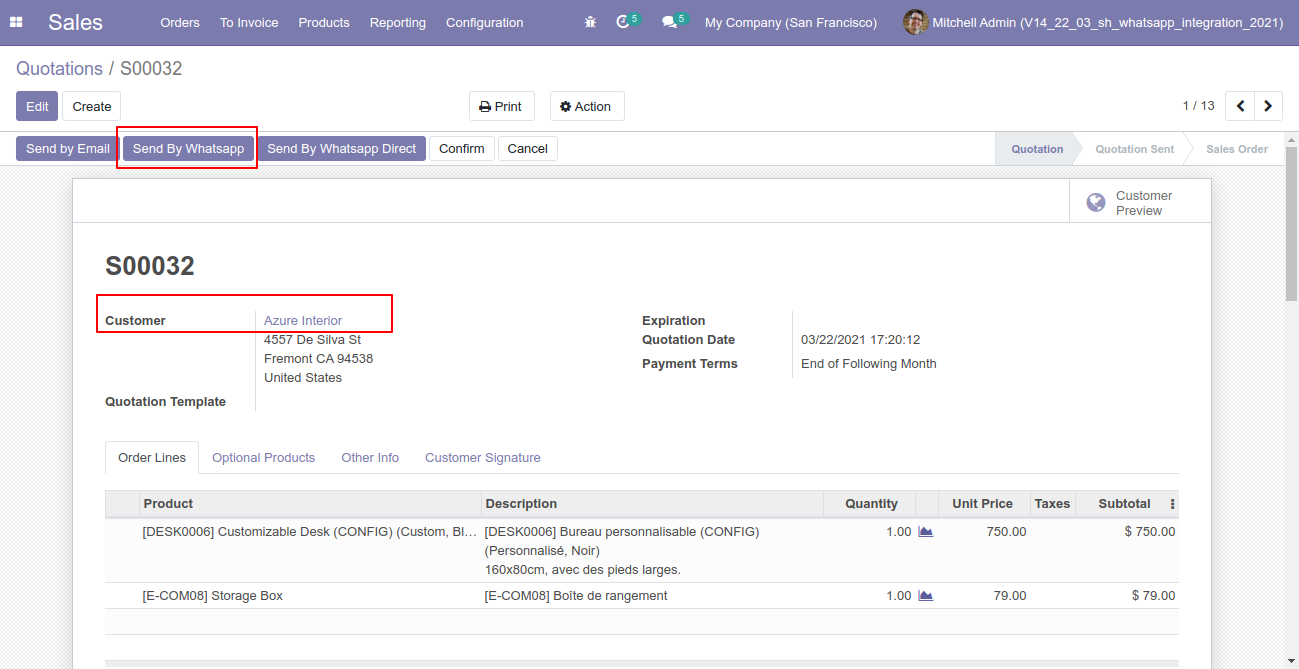 Sales Orders To Invoice Products Reporting Configuration 5 5 My Company (San Francisco) Mitchell Admin (V14_22_03_sh_whatsapp_integration_2021)
Quotations / S00032
Edit Create Print Action 1 / 13
Send by Email Send By Whatsapp Send By Whatsapp Direct Confirm Cancel Quotation Quotation Sent Sales Order
Customer
Preview
S00032
Customer Azure Interior Expiration
4557 De Silva St Quotation Date 03/22/2021 17:20:12
Fremont CA 94538 Payment Terms End of Following Month
United States
Quotation Template
Order Lines Optional Products Other Info Customer Signature
Product Description Quantity Unit Price Taxes Subtotal
[DESK0006] Customizable Desk (CONFIG) (Custom, Bl... [DESK0006] Bureau personnalisable (CONFIG) 1.00 750.00 $ 750.00
(Personnalisé, Noir)
160x80cm, avec des pieds larges.
[E-COM08] Storage Box [E-COM08] Boîte de rangement 1.00 79.00 $ 79.00